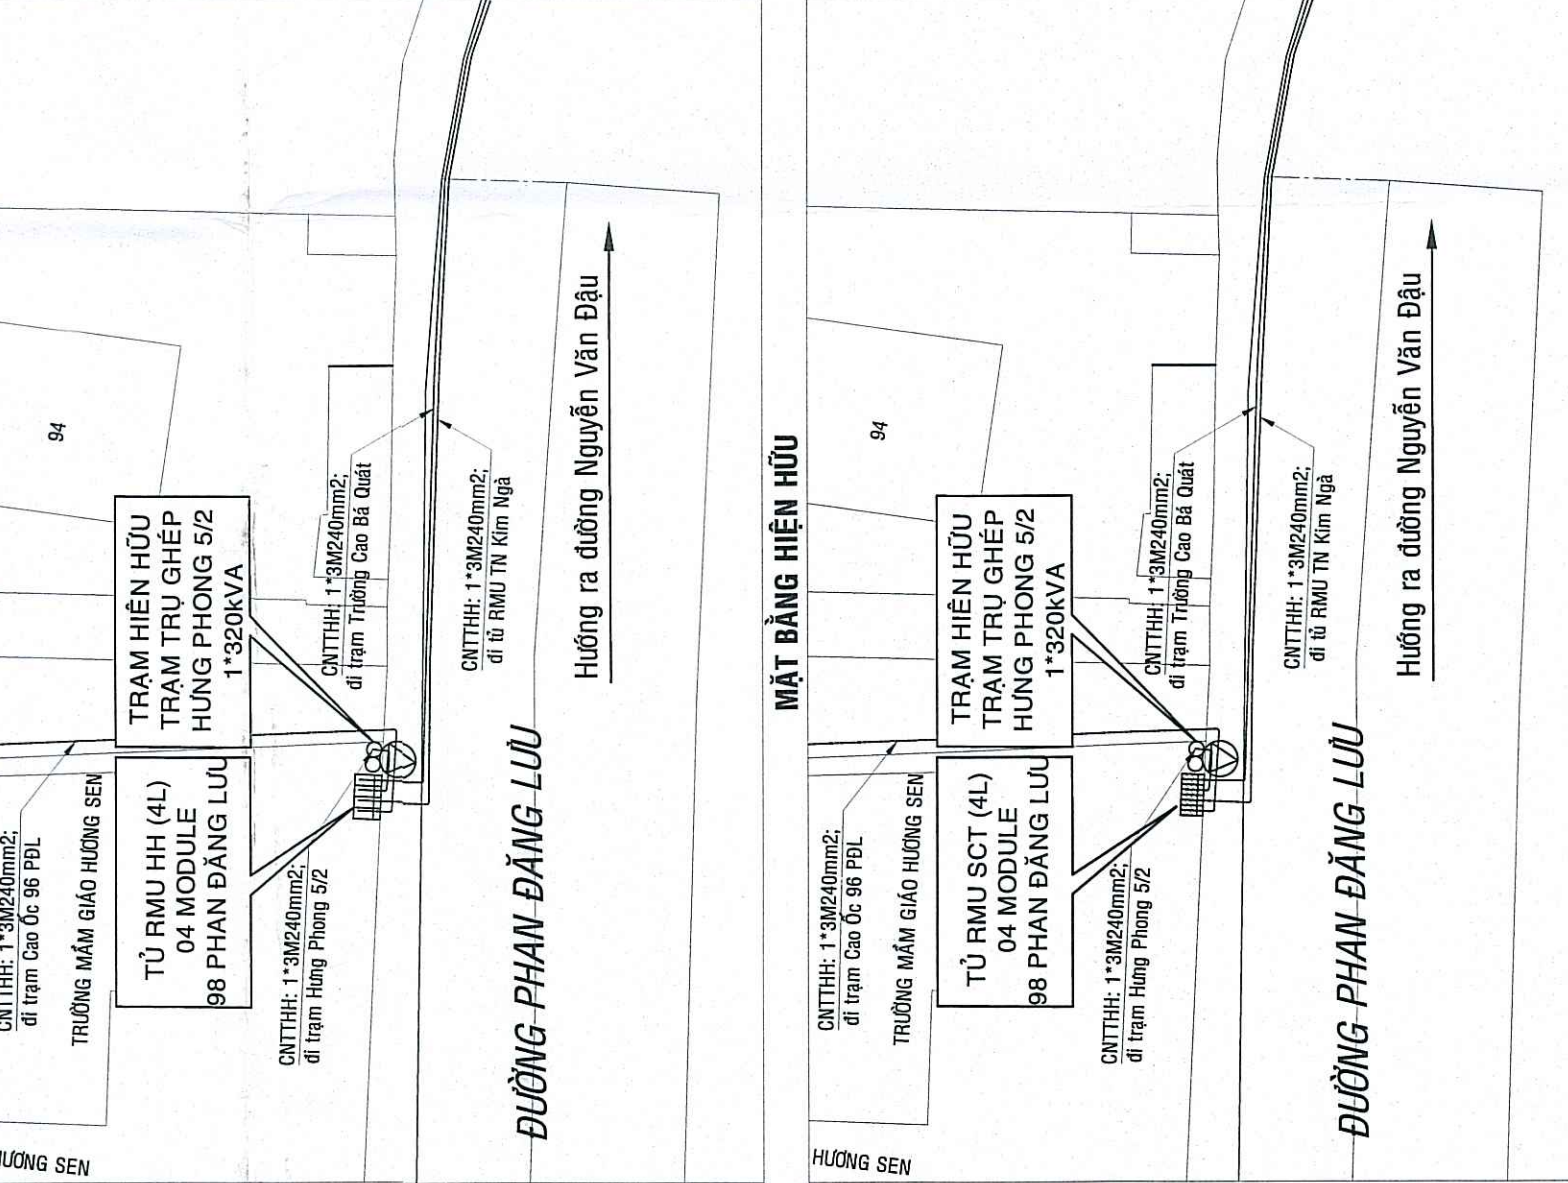 94
TRẠM HIÊN HỮU
TRẠM TRỤ GHÉP
HƯNG PHONG 5/2
1*320kVA
CNTTHH: 1*3M240mm2;
đi trạm Trường Cao Bá Quát
CNTTHH: 1*3M240mm2;
đi tủ RMU TN Kim Ngà
Hướng ra đường Nguyễn Văn Đậu
CNTTHH: 1*3M240mm2;
đi trạm Cao Ốc 96 PĐL
TRƯỜNG MẪM GIÁO HƯƠNG SEN
TỦ RMU HH (4L)
04 MODULE
98 PHAN ĐĂNG LƯU
CNTTHH: 1*3M240mm2;
đi trạm Hưng Phong 5/2
ĐƯỜNG PHAN ĐĂNG LƯU
HƯƠNG SEN
MẶT BẰNG HIỆN HỮU
94
TRẠM HIÊN HỮU
TRẠM TRỤ GHÉP
HƯNG PHONG 5/2
1*320kVA
CNTTHH: 1*3M240mm2;
đi trạm Trường Cao Bá Quát
CNTTHH: 1*3M240mm2;
đi tủ RMU TN Kim Ngà
Hướng ra đường Nguyễn Văn Đậu
CNTTHH: 1*3M240mm2;
đi trạm Cao Ốc 96 PĐL
TRƯỜNG MẪM GIÁO HƯƠNG SEN
TỦ RMU SCT (4L)
04 MODULE
98 PHAN ĐĂNG LƯU
CNTTHH: 1*3M240mm2;
đi trạm Hưng Phong 5/2
ĐƯỜNG PHAN ĐĂNG LƯU
HƯƠNG SEN